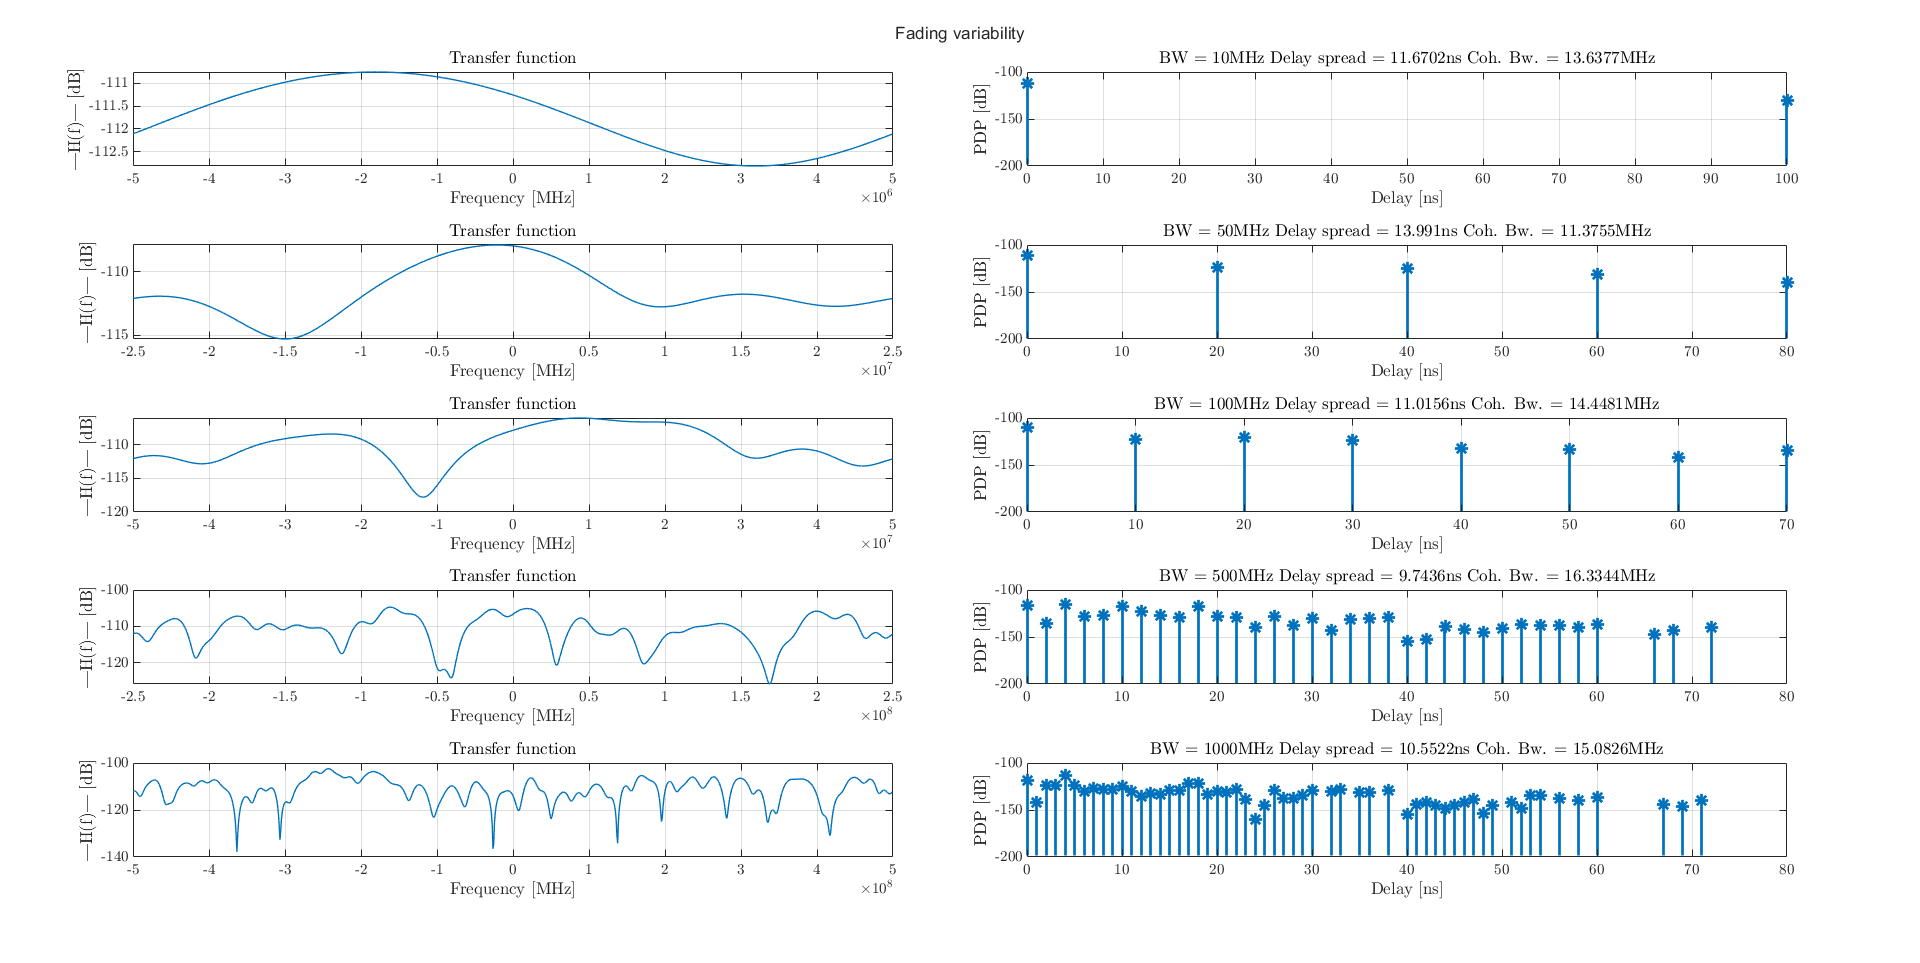 Fading variability
Transfer function
—H(f)— [dB]
-111
-111.5
-112
-112.5
-5 -4 -3 -2 -1 0 1 2 3 4 5
Frequency [MHz]
×10^6
BW = 10MHz Delay spread = 11.6702ns Coh. Bw. = 13.6377MHz
PDP [dB]
-100
-150
-200
0 10 20 30 40 50 60 70 80 90 100
Delay [ns]
Transfer function
—H(f)— [dB]
-110
-115
-2.5 -2 -1.5 -1 -0.5 0 0.5 1 1.5 2 2.5
Frequency [MHz]
×10^7
BW = 50MHz Delay spread = 13.991ns Coh. Bw. = 11.3755MHz
PDP [dB]
-100
-150
-200
0 10 20 30 40 50 60 70 80
Delay [ns]
Transfer function
—H(f)— [dB]
-110
-115
-120
-5 -4 -3 -2 -1 0 1 2 3 4 5
Frequency [MHz]
×10^7
BW = 100MHz Delay spread = 11.0156ns Coh. Bw. = 14.4481MHz
PDP [dB]
-100
-150
-200
0 10 20 30 40 50 60 70
Delay [ns]
Transfer function
—H(f)— [dB]
-100
-110
-120
-2.5 -2 -1.5 -1 -0.5 0 0.5 1 1.5 2 2.5
Frequency [MHz]
×10^8
BW = 500MHz Delay spread = 9.7436ns Coh. Bw. = 16.3344MHz
PDP [dB]
-100
-150
-200
0 10 20 30 40 50 60 70 80
Delay [ns]
Transfer function
—H(f)— [dB]
-100
-120
-140
-5 -4 -3 -2 -1 0 1 2 3 4 5
Frequency [MHz]
×10^8
BW = 1000MHz Delay spread = 10.5522ns Coh. Bw. = 15.0826MHz
PDP [dB]
-100
-150
-200
0 10 20 30 40 50 60 70 80
Delay [ns]